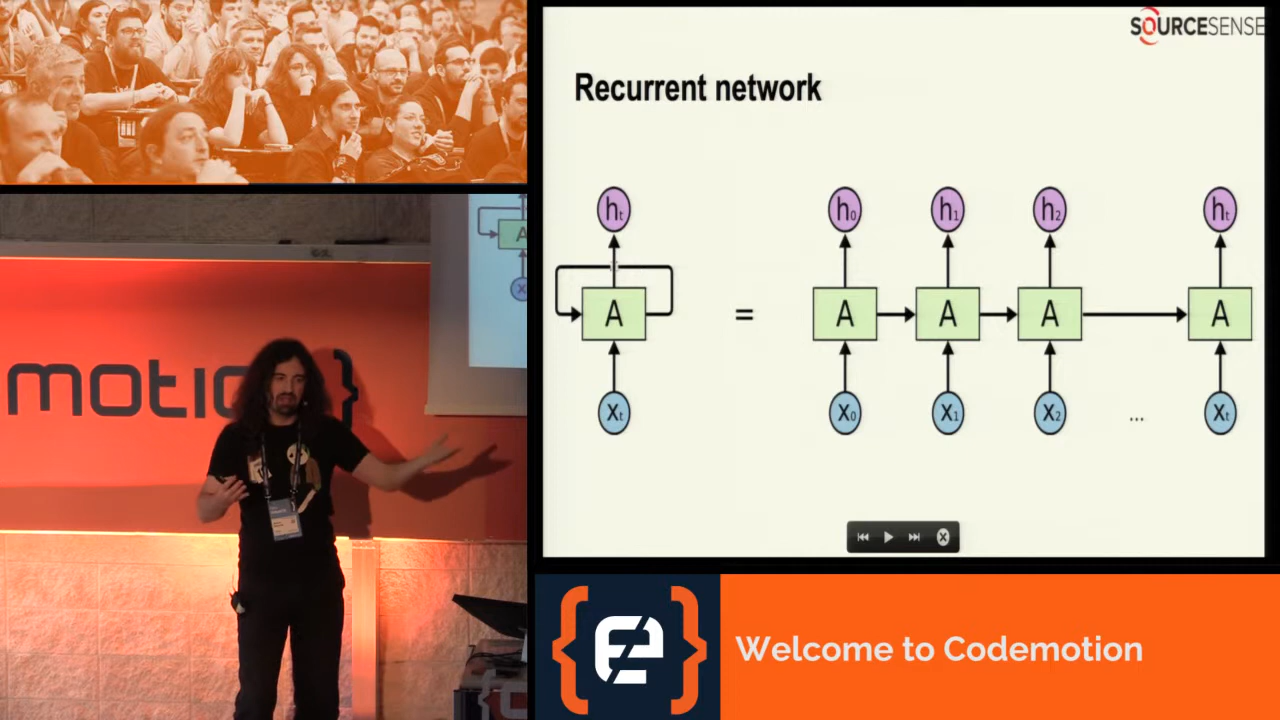 SOURCESENSE
Recurrent network
ht h0 h1 h2 ht
A = A A A A
xt x0 x1 x2 ... xt
A
x
motio }
Welcome to Codemotion